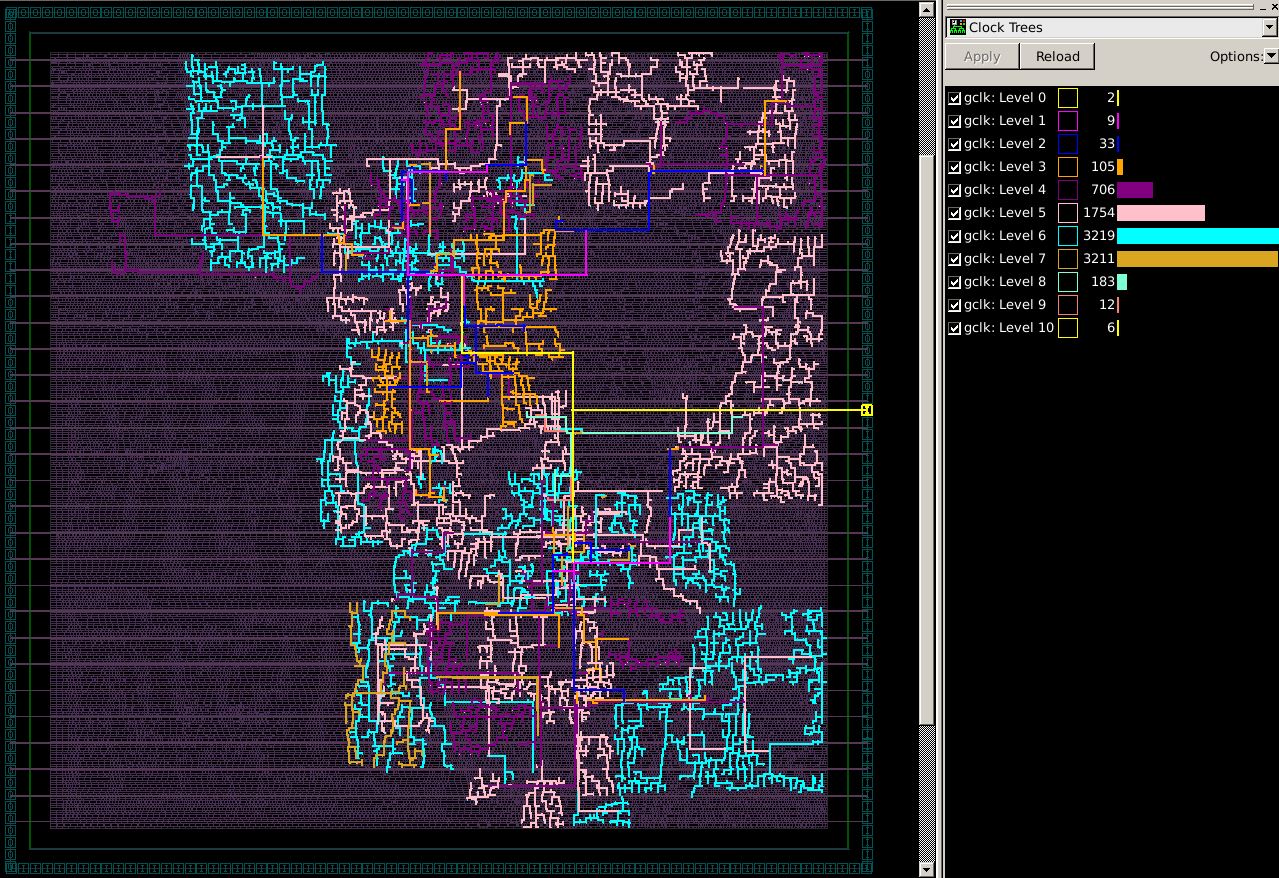 Clock Trees
Apply Reload Options:
gclk: Level 0 2
gclk: Level 1 9
gclk: Level 2 33
gclk: Level 3 105
gclk: Level 4 706
gclk: Level 5 1754
gclk: Level 6 3219
gclk: Level 7 3211
gclk: Level 8 183
gclk: Level 9 12
gclk: Level 10 6